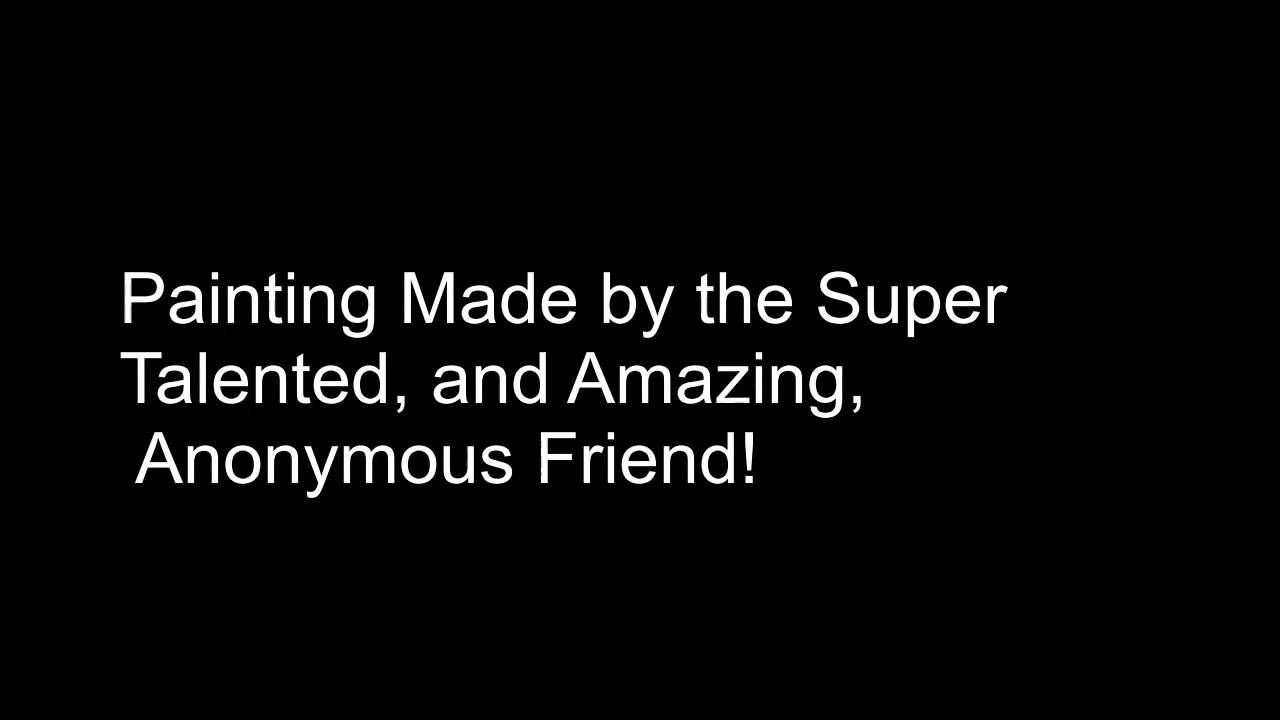 Painting Made by the Super
Talented, and Amazing,
Anonymous Friend!